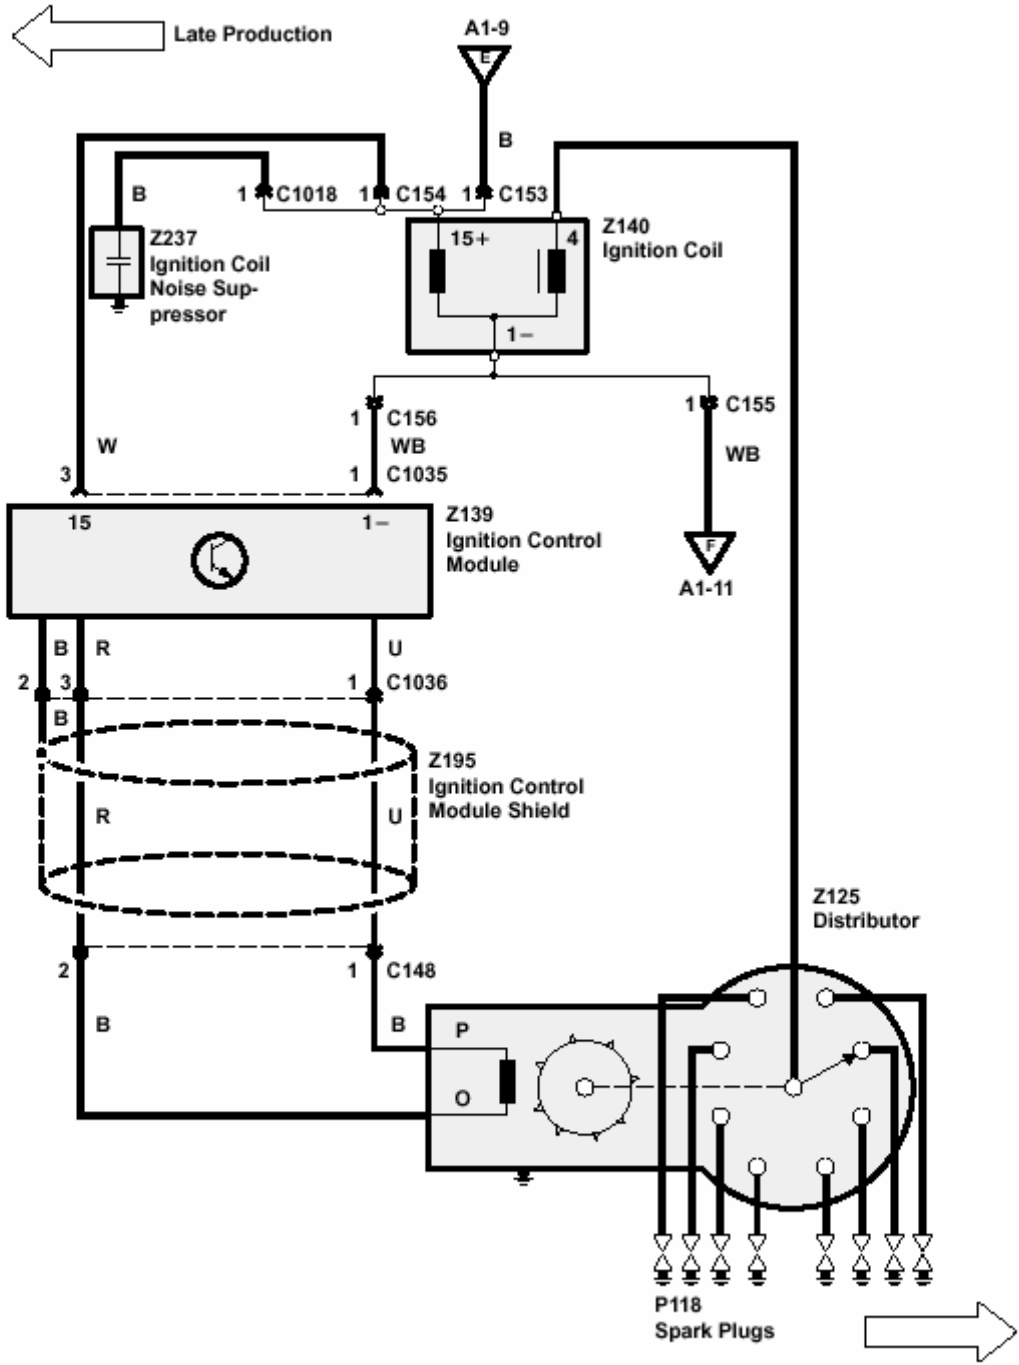 Late Production
A1-9
E
B
B
1 C1018
1 C154
1 C153
Z237
Ignition Coil
Noise Sup-
pressor
15+
4
1–
Z140
Ignition Coil
1 C156
1 C155
W
WB
WB
3
1 C1035
15
1–
Z139
Ignition Control
Module
F
A1-11
B R
U
2 3
1 C1036
B
Z195
Ignition Control
Module Shield
R
U
Z125
Distributor
2
1 C148
B
B
P
O
P118
Spark Plugs